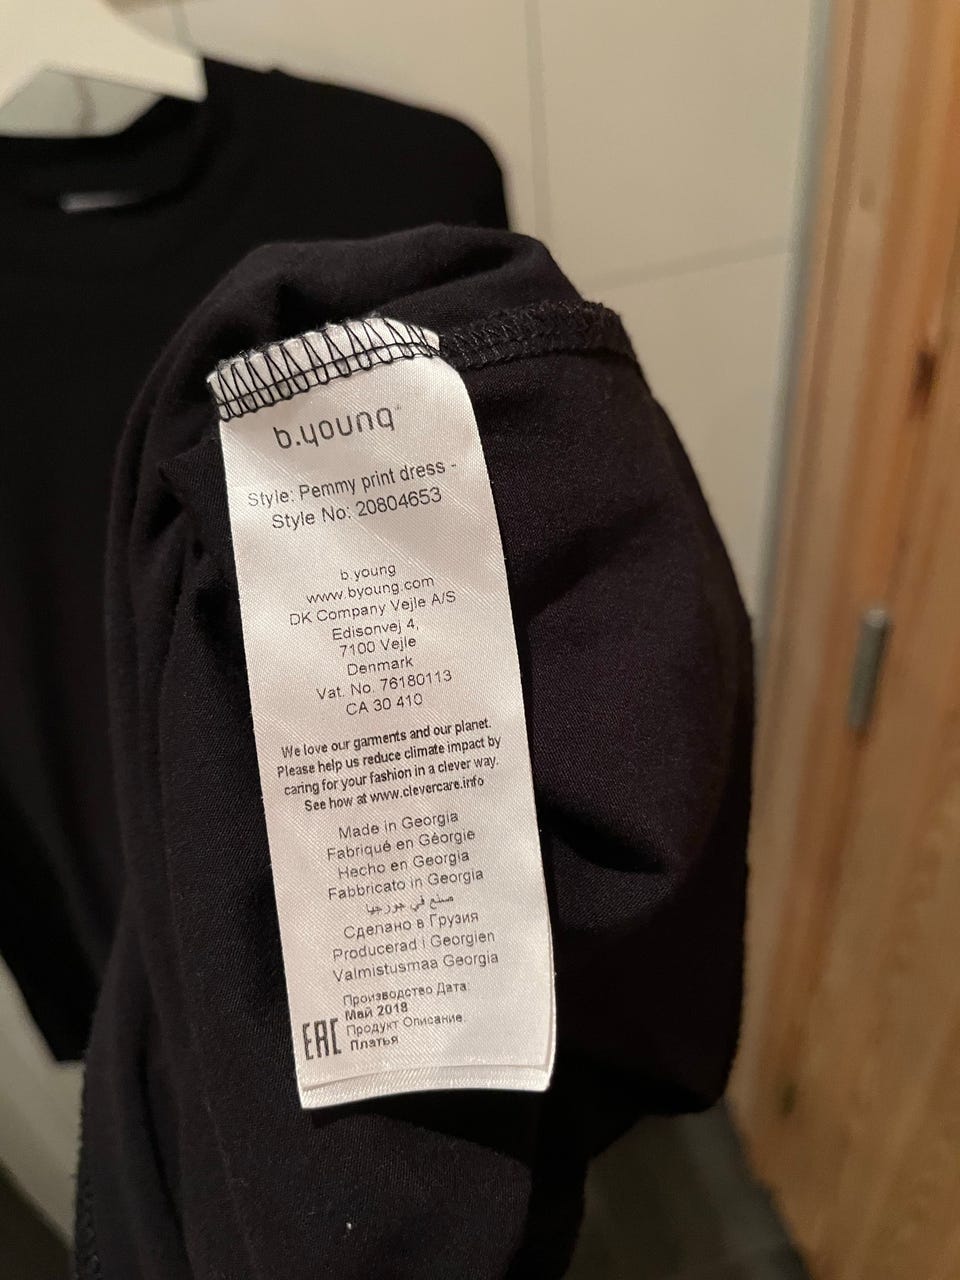 b.young
Style: Pemmy print dress -
Style No: 20804653
b.young
www.byoung.com
DK Company Vejle A/S
Edisonvej 4,
7100 Vejle
Denmark
Vat. No. 76180113
CA 30 410
We love our garments and our planet.
Please help us reduce climate impact by
caring for your fashion in a clever way.
See how at www.clevercare.info
Made in Georgia
Fabriqué en Géorgie
Hecho en Georgia
Fabbricato in Georgia
صنع في جورجيا
Сделано в Грузия
Producerad i Georgien
Valmistusmaa Georgia
Производство Дата:
Май 2018
Продукт Описание.
Платья
EAC